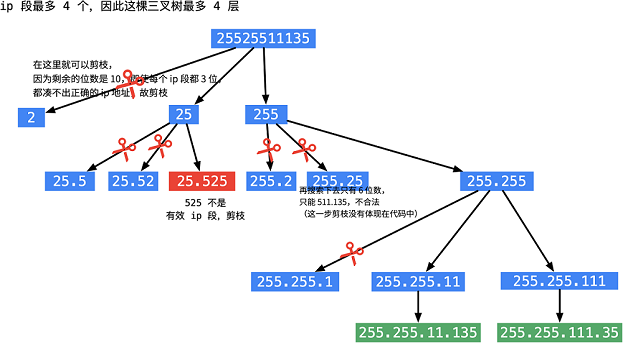 ip 段最多 4 个，因此这棵三叉树最多 4 层
25525511135
在这里就可以剪枝，
因为剩余的位数是 10，即使每个 ip 段都 3 位，
都凑不出正确的 ip 地址，故剪枝
2
25
255
25.5
25.52
25.525
255.2
255.25
255.255
525 不是
有效 ip 段，剪枝
再搜索下去只有 6 位数，
只能 511.135，不合法
（这一步剪枝没有体现在代码中）
255.255.1
255.255.11
255.255.111
255.255.11.135
255.255.111.35